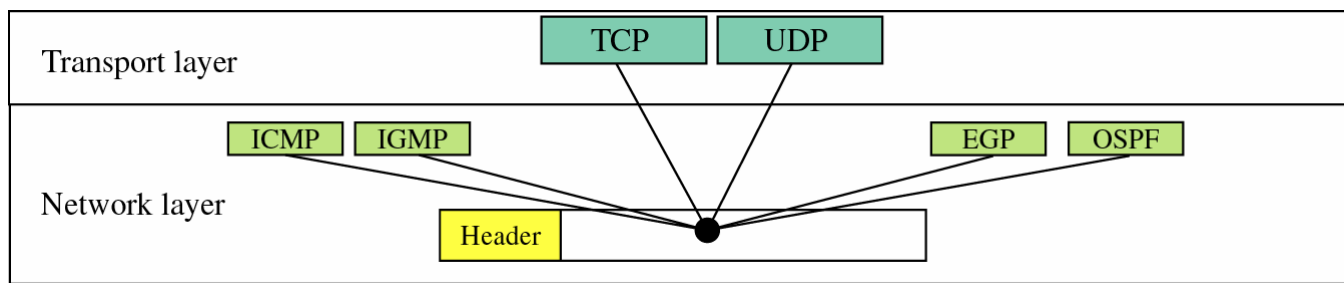 TCP UDP
Transport layer
ICMP IGMP EGP OSPF
Network layer
Header